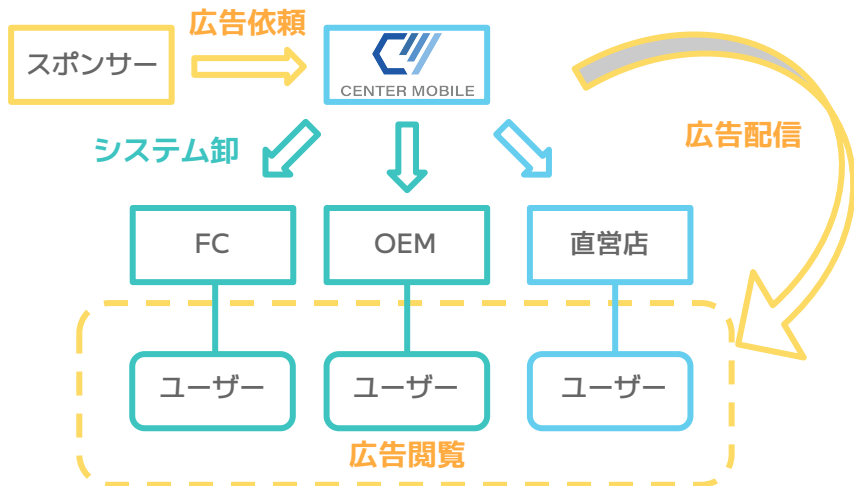 広告依頼
スポンサー
CENTER MOBILE
広告配信
システム卸
FC
OEM
直営店
ユーザー
ユーザー
ユーザー
広告閲覧